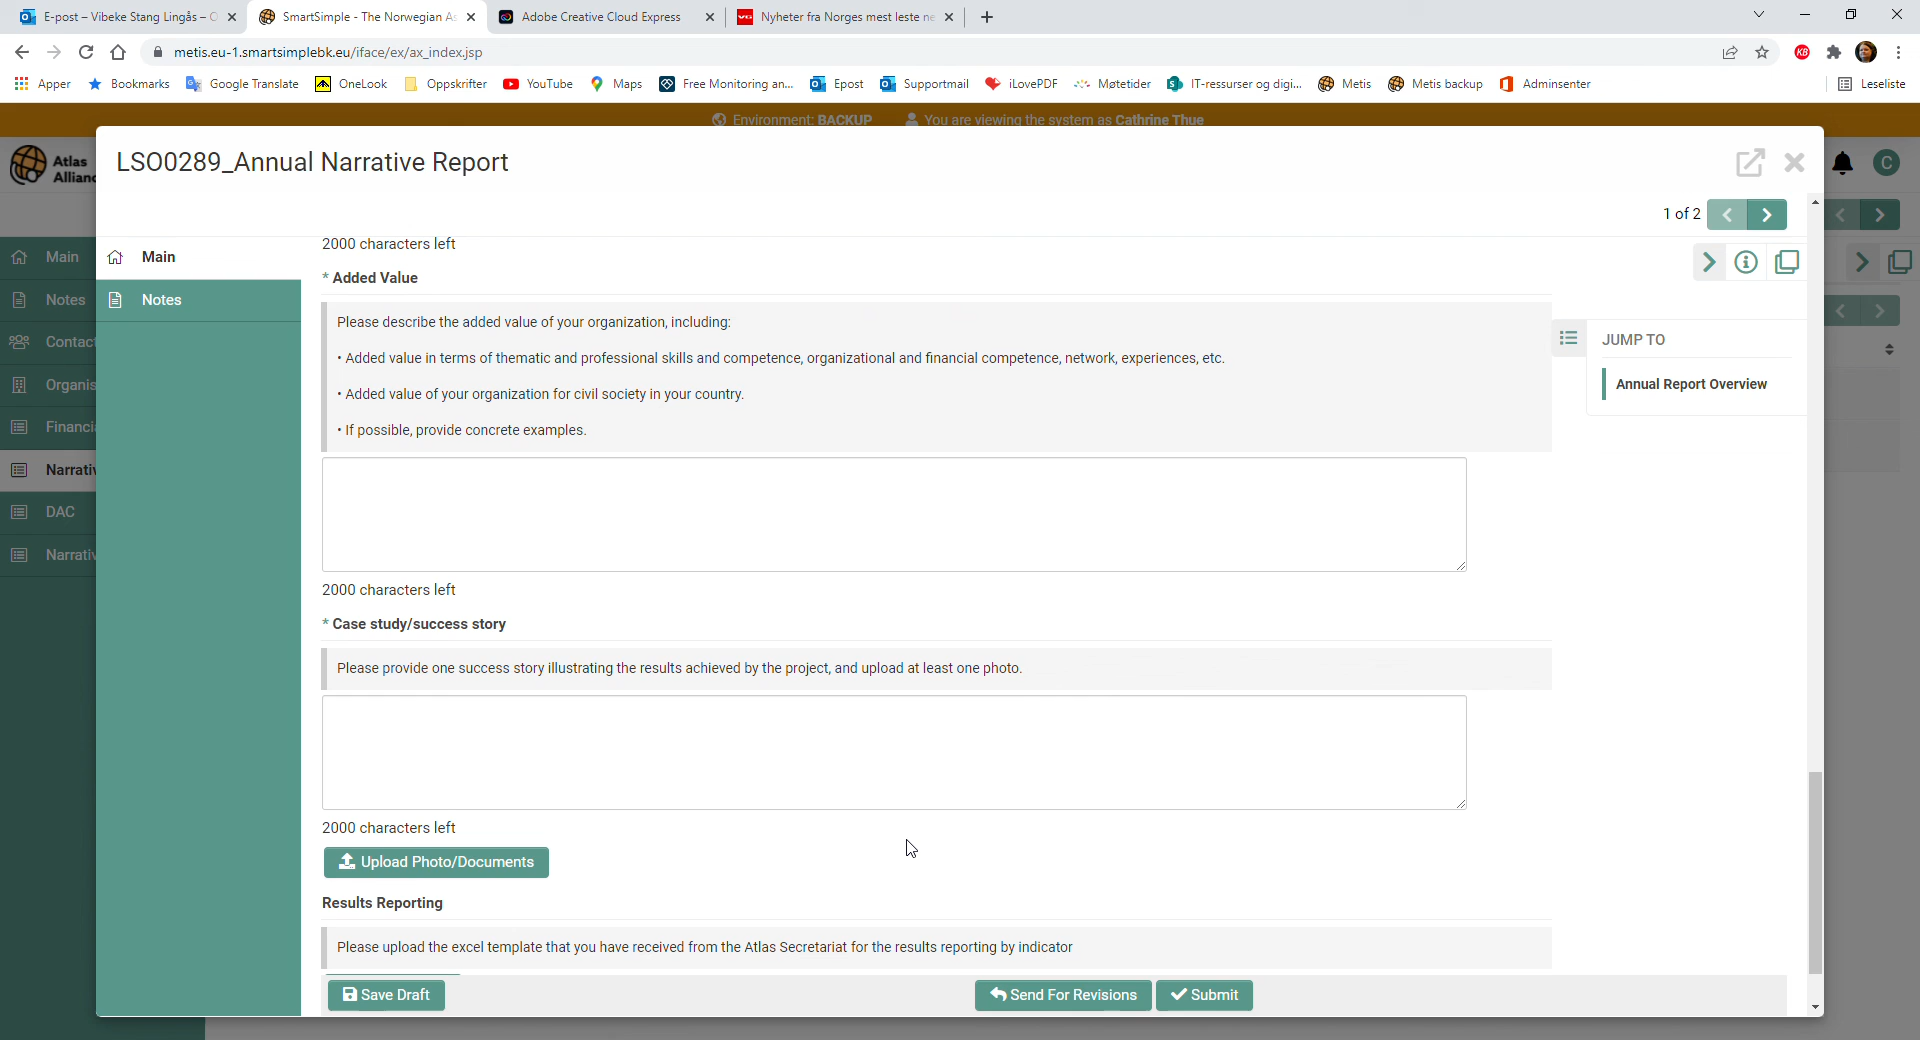 E-post – Vibeke Stang Lingås – O
SmartSimple - The Norwegian As
Adobe Creative Cloud Express
VG Nyheter fra Norges mest leste ne
metis.eu-1.smartsimplebk.eu/iface/ex/ax_index.jsp
KB
Apper Bookmarks Google Translate OneLook Oppskrifter YouTube Maps Free Monitoring an... Epost Supportmail iLovePDF Møtetider IT-ressurser og digi... Metis Metis backup Adminsenter Leseliste
Environment: BACKUP You are viewing the system as Cathrine Thue
Atlas
LSO0289_Annual Narrative Report
C
1 of 2
Main
Notes
Main
Notes
DAC
2000 characters left
* Added Value
Please describe the added value of your organization, including:
• Added value in terms of thematic and professional skills and competence, organizational and financial competence, network, experiences, etc.
• Added value of your organization for civil society in your country.
• If possible, provide concrete examples.
2000 characters left
* Case study/success story
Please provide one success story illustrating the results achieved by the project, and upload at least one photo.
2000 characters left
Upload Photo/Documents
Results Reporting
Please upload the excel template that you have received from the Atlas Secretariat for the results reporting by indicator
Save Draft
Send For Revisions
Submit
JUMP TO
Annual Report Overview